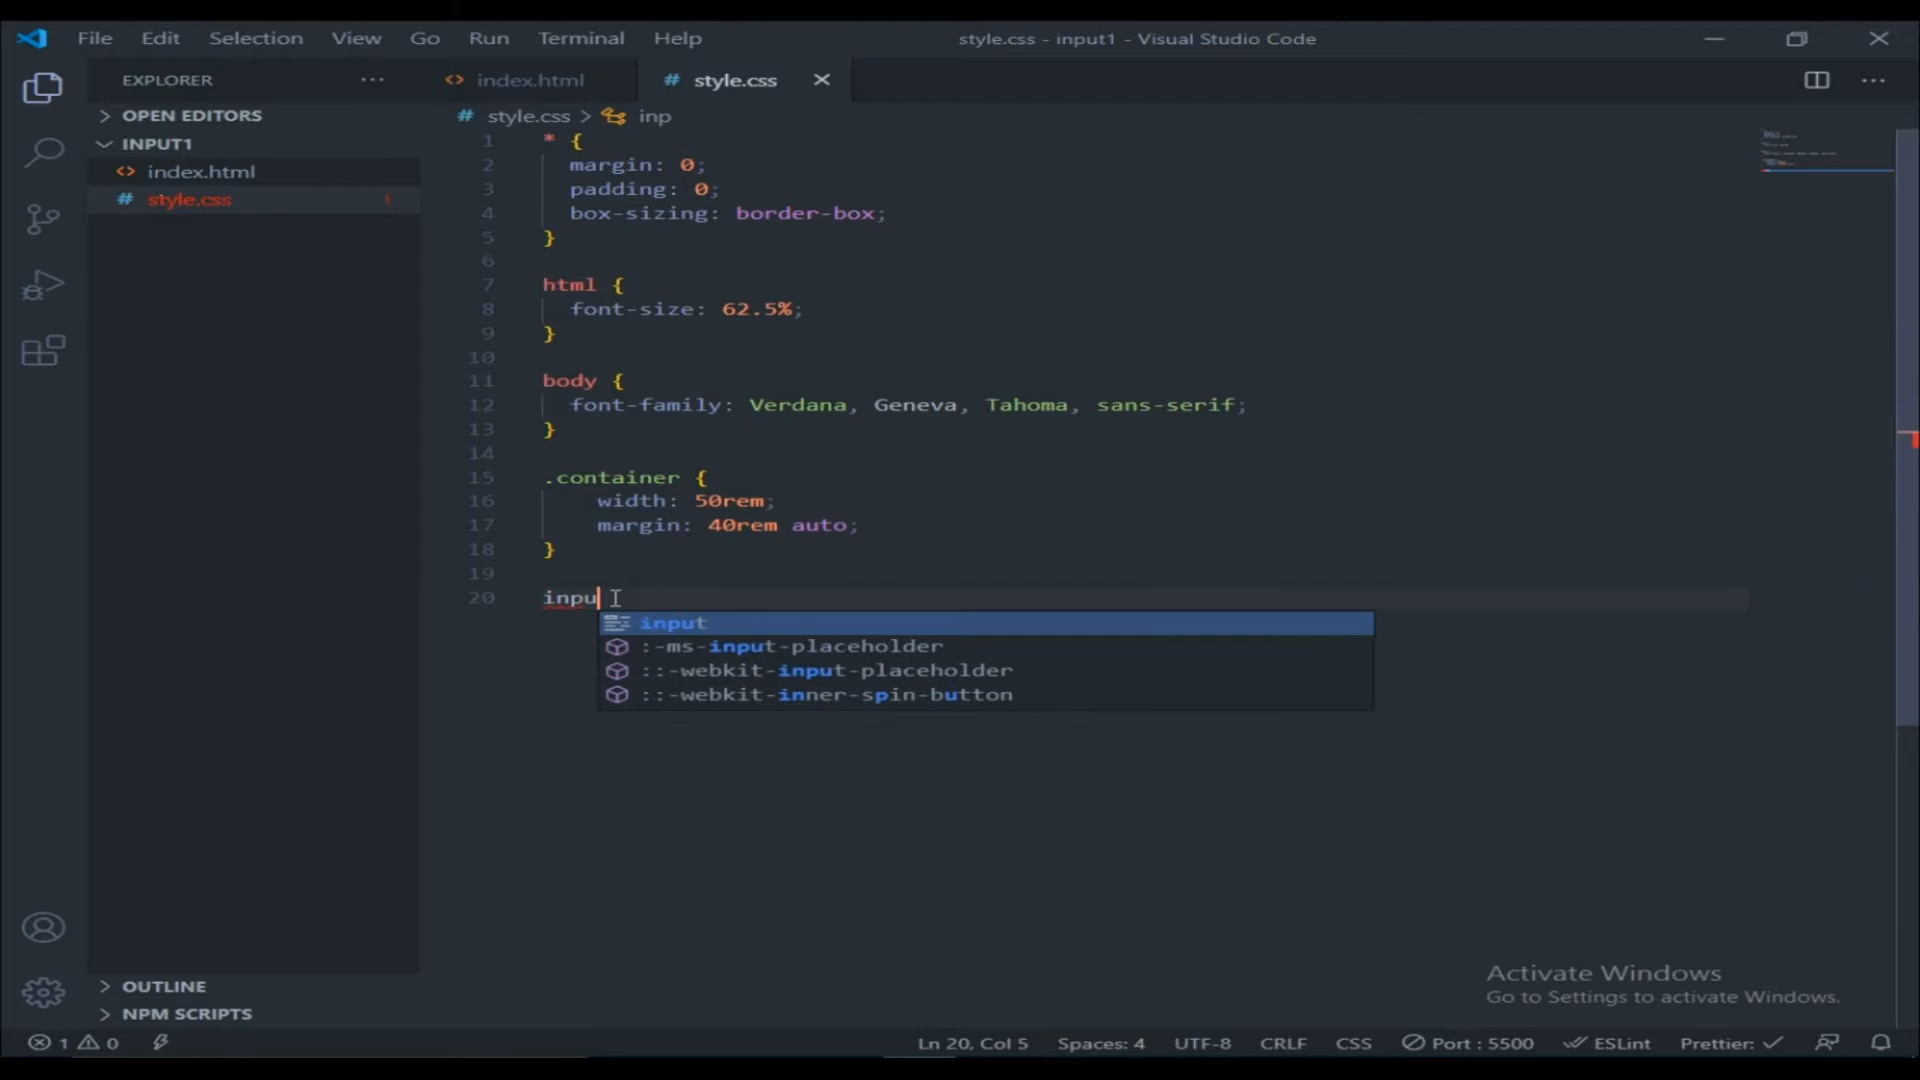 File Edit Selection View Go Run Terminal Help style.css - input1 - Visual Studio Code
EXPLORER ··· <> index.html # style.css
OPEN EDITORS
INPUT1
<> index.html
# style.css !
# style.css > inp
1 * {
2 margin: 0;
3 padding: 0;
4 box-sizing: border-box;
5 }
6
7 html {
8 font-size: 62.5%;
9 }
10
11 body {
12 font-family: Verdana, Geneva, Tahoma, sans-serif;
13 }
14
15 .container {
16 width: 50rem;
17 margin: 40rem auto;
18 }
19
20 inpu
input
:-ms-input-placeholder
::-webkit-input-placeholder
::-webkit-inner-spin-button
OUTLINE
NPM SCRIPTS
Activate Windows
Go to Settings to activate Windows.
1 0 Ln 20, Col 5 Spaces: 4 UTF-8 CRLF CSS Port : 5500 ESLint Prettier: ✓